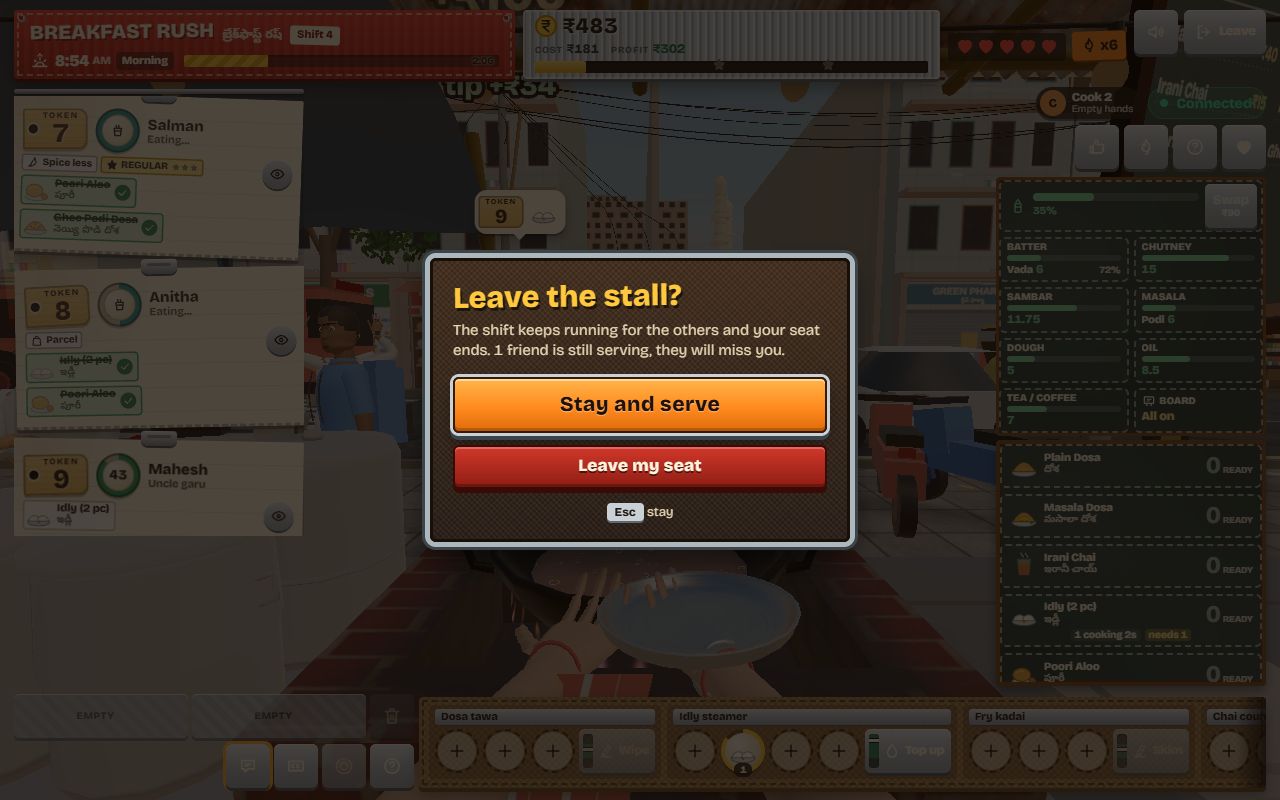 BREAKFAST RUSH బ్రేక్‌ఫాస్ట్ రష్ Shift 4
8:54 AM Morning
₹483
COST ₹181 PROFIT ₹302
x6
Leave
tip +₹34
Irani Chai
Cook 2
Empty hands
Connected
TOKEN
7
Salman
Eating...
Spice less
REGULAR
Poori Aloo
పూరీ
Ghee Podi Dosa
నెయ్యి పొడి దోశ
TOKEN
8
Anitha
Eating...
Parcel
Idly (2 pc)
ఇడ్లీ
Poori Aloo
పూరీ
TOKEN
9
43
Mahesh
Uncle garu
Idly (2 pc)
ఇడ్లీ
TOKEN
9
Leave the stall?
The shift keeps running for the others and your seat
ends. 1 friend is still serving, they will miss you.
Stay and serve
Leave my seat
Esc stay
35%
Swap
₹90
BATTER
Vada 6 72%
CHUTNEY
15
SAMBAR
11.75
MASALA
Podi 6
DOUGH
5
OIL
8.5
TEA / COFFEE
7
BOARD
All on
Plain Dosa
దోశ
0 READY
Masala Dosa
మసాలా దోశ
0 READY
Irani Chai
ఇరానీ చాయ్
0 READY
Idly (2 pc)
ఇడ్లీ
0 READY
1 cooking 2s needs 1
Poori Aloo
పూరీ
0 READY
EMPTY
EMPTY
Dosa tawa
Wipe
Idly steamer
1
Top up
Fry kadai
Skim